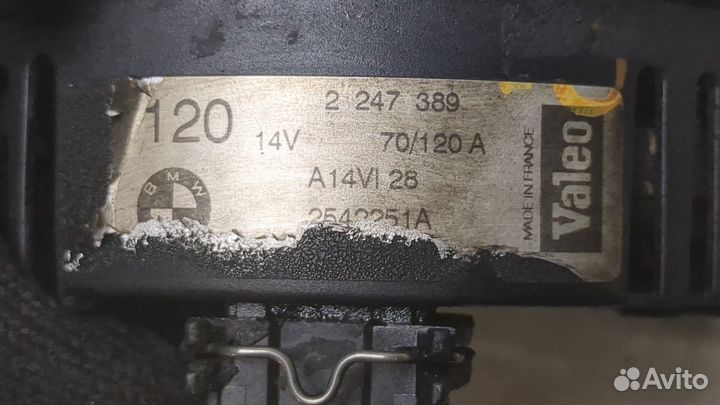 120
2 247 389
14V 70/120 A
BMW
A14VI 28
2542251A
MADE IN FRANCE
Valeo
Avito